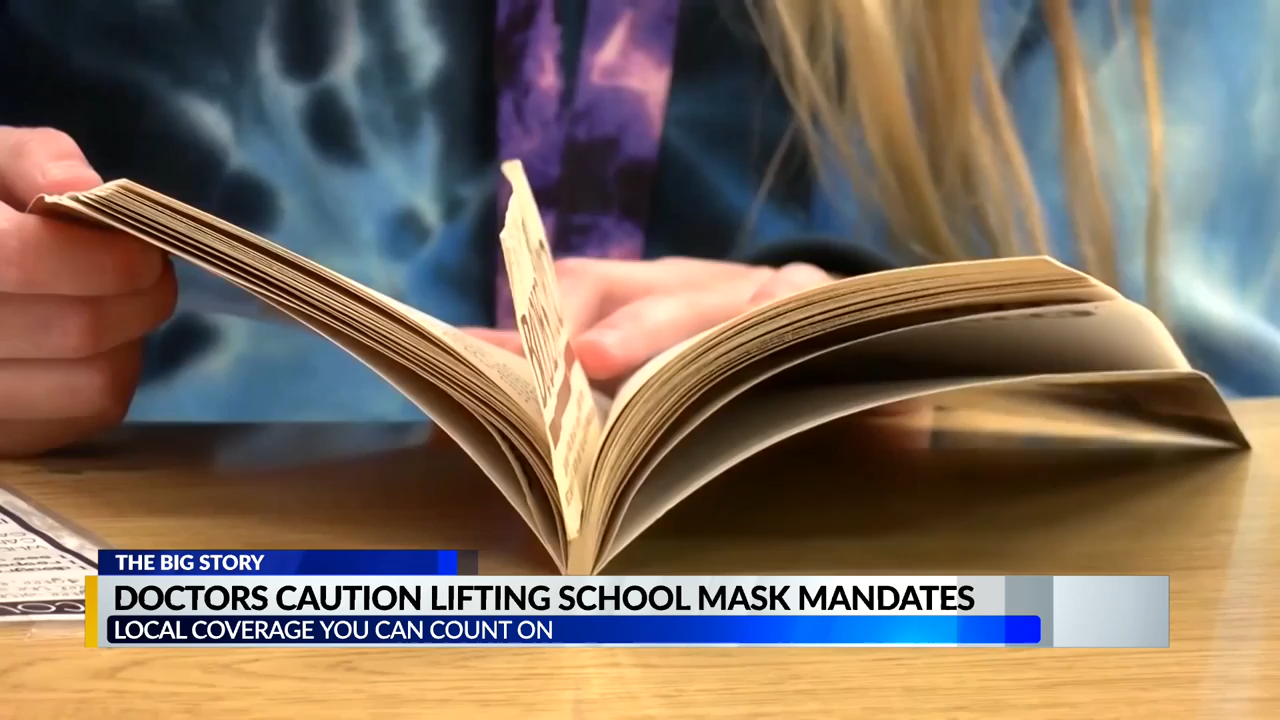 THE BIG STORY
DOCTORS CAUTION LIFTING SCHOOL MASK MANDATES
LOCAL COVERAGE YOU CAN COUNT ON